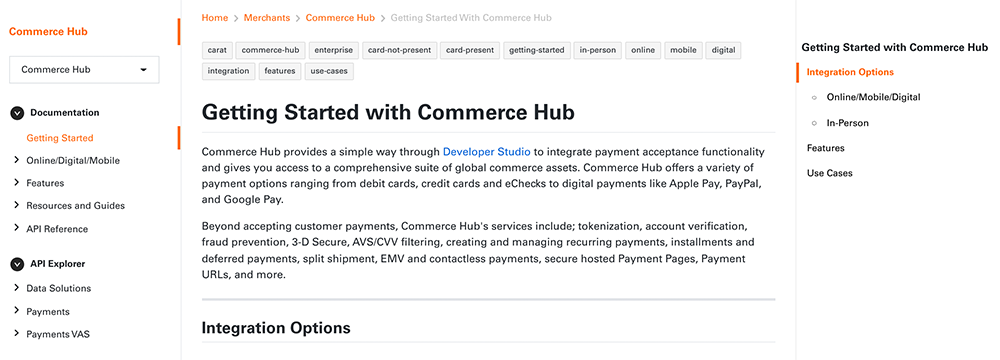 Commerce Hub
Commerce Hub
Documentation
Getting Started
Online/Digital/Mobile
Features
Resources and Guides
API Reference
API Explorer
Data Solutions
Payments
Payments VAS
Home > Merchants > Commerce Hub > Getting Started With Commerce Hub
carat commerce-hub enterprise card-not-present card-present getting-started in-person online mobile digital
integration features use-cases
Getting Started with Commerce Hub
Commerce Hub provides a simple way through Developer Studio to integrate payment acceptance functionality
and gives you access to a comprehensive suite of global commerce assets. Commerce Hub offers a variety of
payment options ranging from debit cards, credit cards and eChecks to digital payments like Apple Pay, PayPal,
and Google Pay.
Beyond accepting customer payments, Commerce Hub's services include; tokenization, account verification,
fraud prevention, 3-D Secure, AVS/CVV filtering, creating and managing recurring payments, installments and
deferred payments, split shipment, EMV and contactless payments, secure hosted Payment Pages, Payment
URLs, and more.
Integration Options
Getting Started with Commerce Hub
Integration Options
Online/Mobile/Digital
In-Person
Features
Use Cases